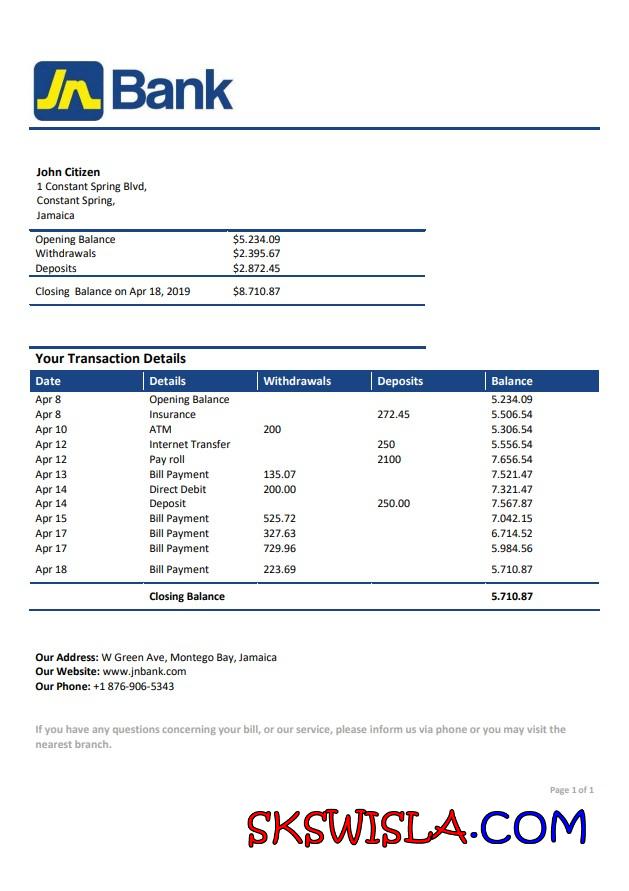 Jn Bank
John Citizen
1 Constant Spring Blvd,
Constant Spring,
Jamaica
Opening Balance $5.234.09
Withdrawals $2.395.67
Deposits $2.872.45
Closing Balance on Apr 18, 2019 $8.710.87
Your Transaction Details
Date Details Withdrawals Deposits Balance
Apr 8 Opening Balance 5.234.09
Apr 8 Insurance 272.45 5.506.54
Apr 10 ATM 200 5.306.54
Apr 12 Internet Transfer 250 5.556.54
Apr 12 Pay roll 2100 7.656.54
Apr 13 Bill Payment 135.07 7.521.47
Apr 14 Direct Debit 200.00 7.321.47
Apr 14 Deposit 250.00 7.567.87
Apr 15 Bill Payment 525.72 7.042.15
Apr 17 Bill Payment 327.63 6.714.52
Apr 17 Bill Payment 729.96 5.984.56
Apr 18 Bill Payment 223.69 5.710.87
Closing Balance 5.710.87
Our Address: W Green Ave, Montego Bay, Jamaica
Our Website: www.jnbank.com
Our Phone: +1 876-906-5343
If you have any questions concerning your bill, or our service, please inform us via phone or you may visit the
nearest branch.
Page 1 of 1
SKSWISLA.COM